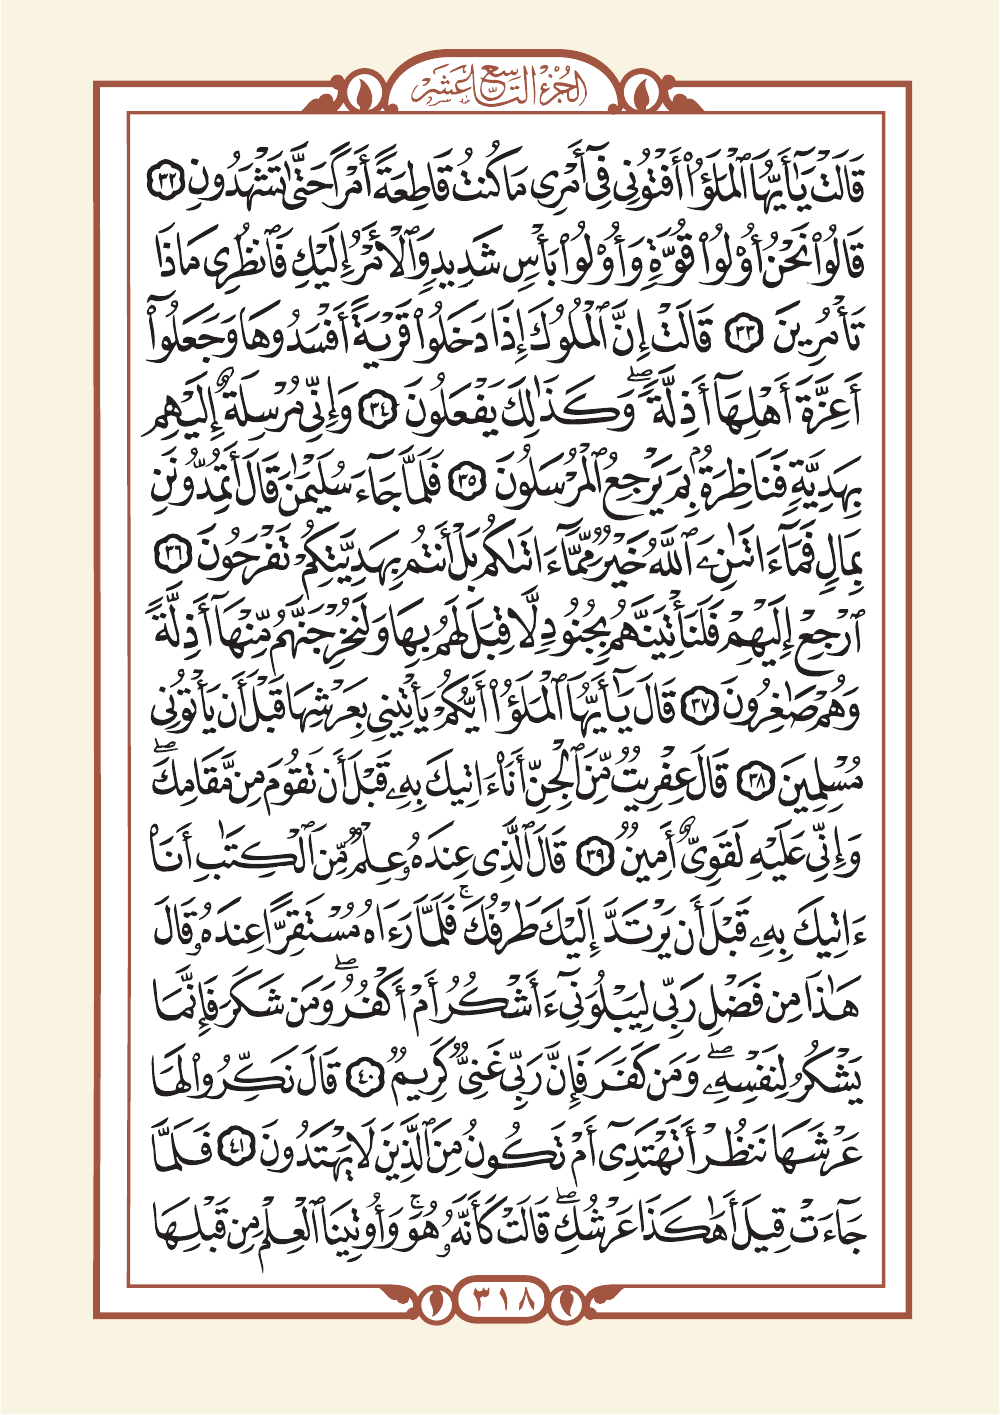 الجزء التاسع عشر
قَالَتْ يَٰٓأَيُّهَا ٱلْمَلَؤُا۟ أَفْتُونِى فِىٓ أَمْرِى مَا كُنتُ قَاطِعَةً أَمْرًا حَتَّىٰ تَشْهَدُونِ ٣٢
قَالُوا۟ نَحْنُ أُو۟لُوا۟ قُوَّةٍ وَأُو۟لُوا۟ بَأْسٍ شَدِيدٍ وَٱلْأَمْرُ إِلَيْكِ فَٱنظُرِى مَاذَا
تَأْمُرِينَ ٣٣ قَالَتْ إِنَّ ٱلْمُلُوكَ إِذَا دَخَلُوا۟ قَرْيَةً أَفْسَدُوهَا وَجَعَلُوٓا۟
أَعِزَّةَ أَهْلِهَآ أَذِلَّةً ۖ وَكَذَٰلِكَ يَفْعَلُونَ ٣٤ وَإِنِّى مُرْسِلَةٌ إِلَيْهِم
بِهَدِيَّةٍ فَنَاظِرَةٌۢ بِمَ يَرْجِعُ ٱلْمُرْسَلُونَ ٣٥ فَلَمَّا جَآءَ سُلَيْمَٰنَ قَالَ أَتُمِدُّونَنِ
بِمَالٍ فَمَآ ءَاتَىٰنِۦَ ٱللَّهُ خَيْرٌ مِّمَّآ ءَاتَىٰكُم بَلْ أَنتُم بِهَدِيَّتِكُمْ تَفْرَحُونَ ٣٦
ٱرْجِعْ إِلَيْهِمْ فَلَنَأْتِيَنَّهُم بِجُنُودٍ لَّا قِبَلَ لَهُم بِهَا وَلَنُخْرِجَنَّهُم مِّنْهَآ أَذِلَّةً
وَهُمْ صَٰغِرُونَ ٣٧ قَالَ يَٰٓأَيُّهَا ٱلْمَلَؤُا۟ أَيُّكُمْ يَأْتِينِى بِعَرْشِهَا قَبْلَ أَن يَأْتُونِى
مُسْلِمِينَ ٣٨ قَالَ عِفْرِيتٌ مِّنَ ٱلْجِنِّ أَنَا۠ ءَاتِيكَ بِهِۦ قَبْلَ أَن تَقُومَ مِن مَّقَامِكَ ۖ
وَإِنِّى عَلَيْهِ لَقَوِىٌّ أَمِينٌ ٣٩ قَالَ ٱلَّذِى عِندَهُۥ عِلْمٌ مِّنَ ٱلْكِتَٰبِ أَنَا۠
ءَاتِيكَ بِهِۦ قَبْلَ أَن يَرْتَدَّ إِلَيْكَ طَرْفُكَ ۚ فَلَمَّا رَءَاهُ مُسْتَقِرًّا عِندَهُۥ قَالَ
هَٰذَا مِن فَضْلِ رَبِّى لِيَبْلُوَنِىٓ ءَأَشْكُرُ أَمْ أَكْفُرُ ۖ وَمَن شَكَرَ فَإِنَّمَا
يَشْكُرُ لِنَفْسِهِۦ ۖ وَمَن كَفَرَ فَإِنَّ رَبِّى غَنِىٌّ كَرِيمٌ ٤٠ قَالَ نَكِّرُوا۟ لَهَا
عَرْشَهَا نَنظُرْ أَتَهْتَدِىٓ أَمْ تَكُونُ مِنَ ٱلَّذِينَ لَا يَهْتَدُونَ ٤١ فَلَمَّا
جَآءَتْ قِيلَ أَهَٰكَذَا عَرْشُكِ ۖ قَالَتْ كَأَنَّهُۥ هُوَ ۚ وَأُوتِينَا ٱلْعِلْمَ مِن قَبْلِهَا
٣١٨